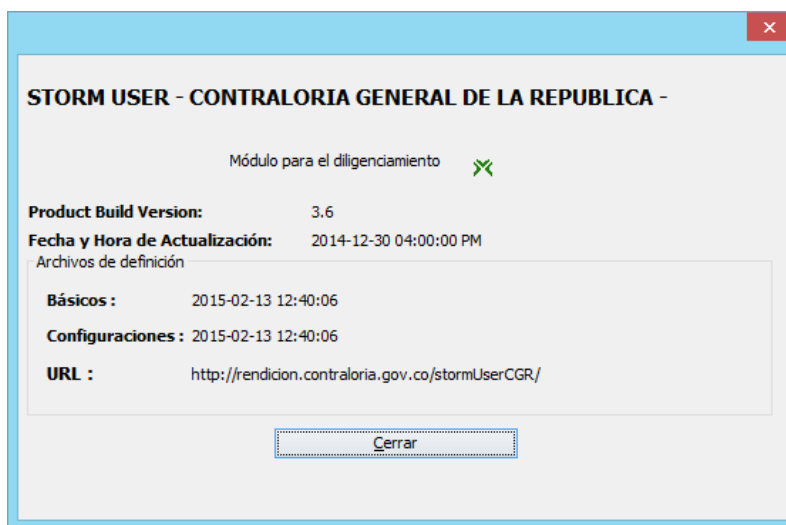 STORM USER - CONTRALORIA GENERAL DE LA REPUBLICA -
Módulo para el diligenciamiento
Product Build Version: 3.6
Fecha y Hora de Actualización: 2014-12-30 04:00:00 PM
Archivos de definición
Básicos : 2015-02-13 12:40:06
Configuraciones : 2015-02-13 12:40:06
URL : http://rendicion.contraloria.gov.co/stormUserCGR/
Cerrar